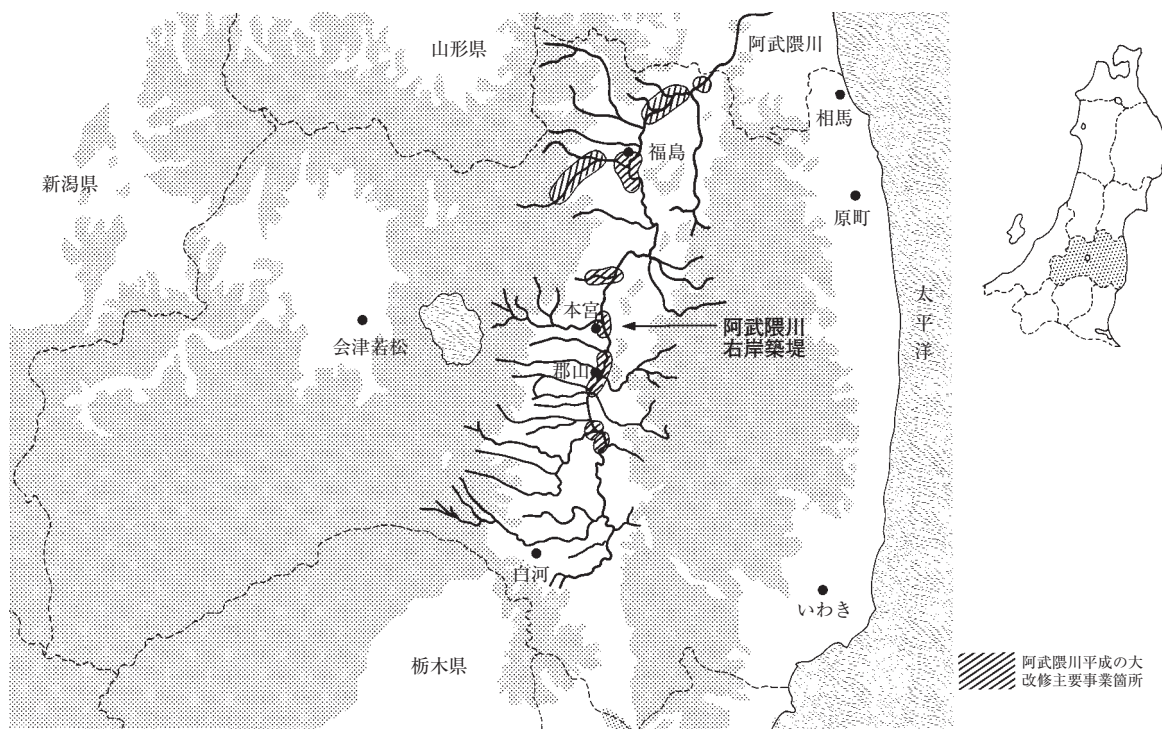 山形県
阿武隈川
相馬
福島
新潟県
原町
太平洋
本宮
阿武隈川
右岸築堤
会津若松
郡山
白河
いわき
栃木県
阿武隈川平成の大
改修主要事業箇所